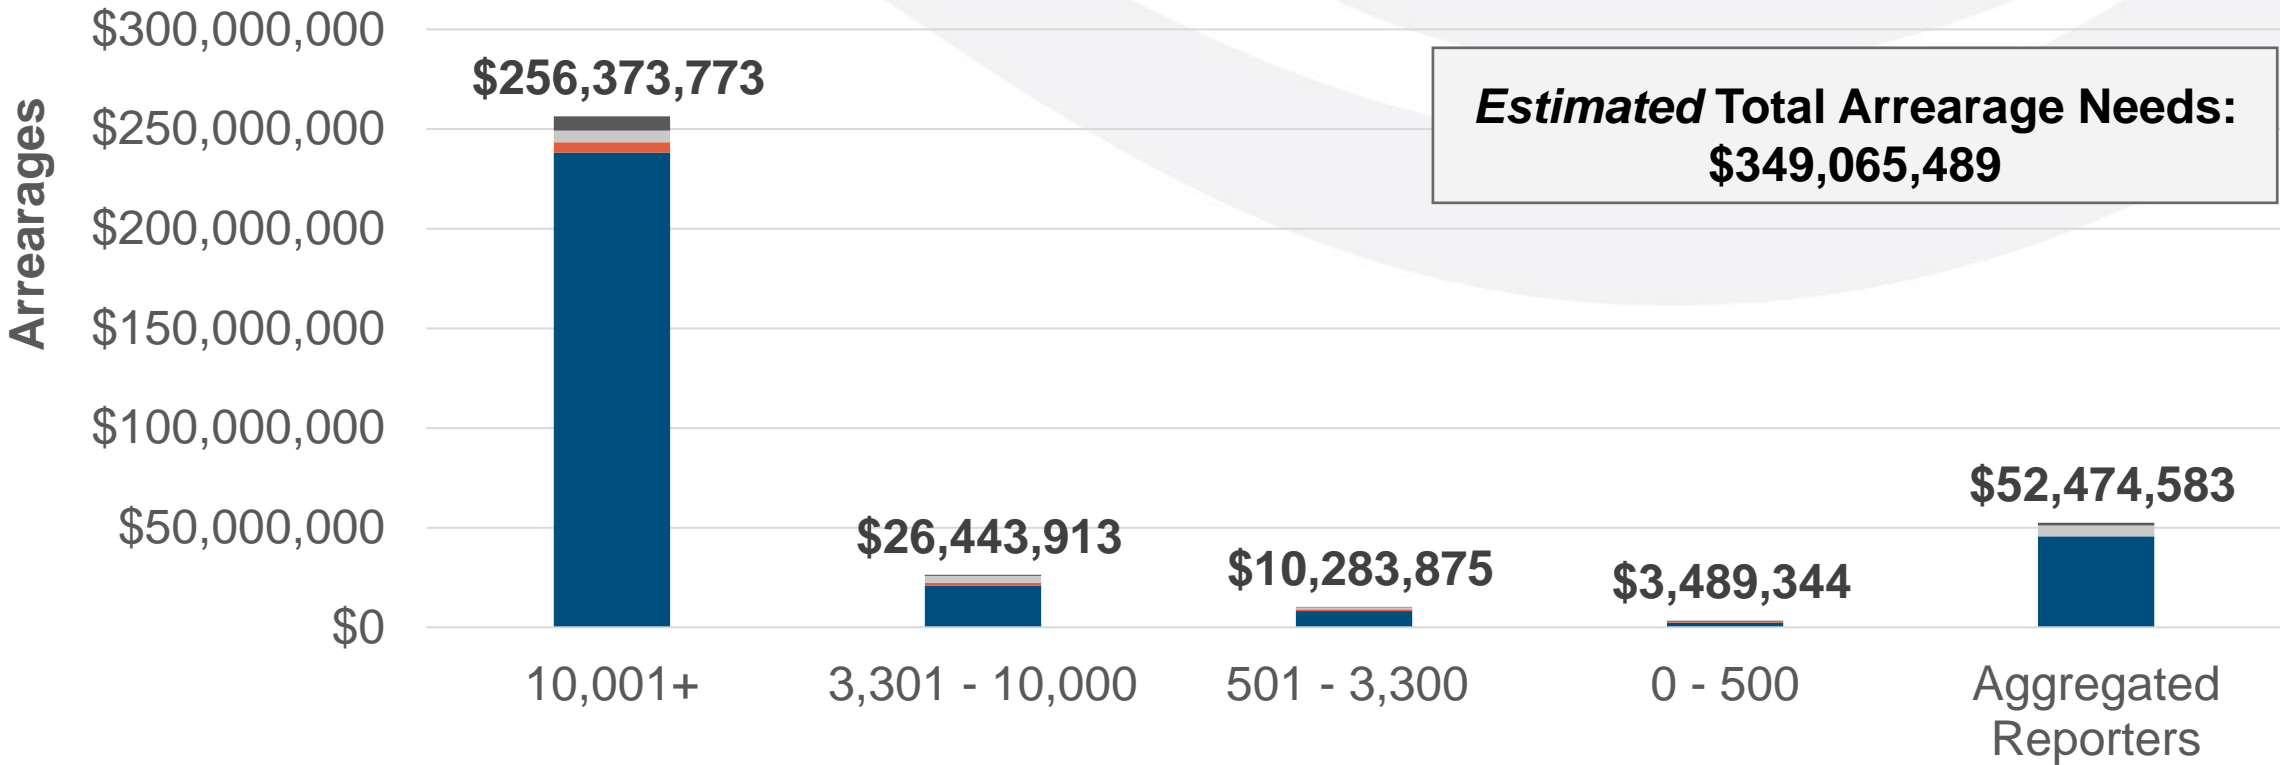 Arrearages
$300,000,000
$250,000,000
$200,000,000
$150,000,000
$100,000,000
$50,000,000
$0
$256,373,773
$26,443,913
$10,283,875
$3,489,344
$52,474,583
Estimated Total Arrearage Needs:
$349,065,489
10,001+
3,301 - 10,000
501 - 3,300
0 - 500
Aggregated
Reporters